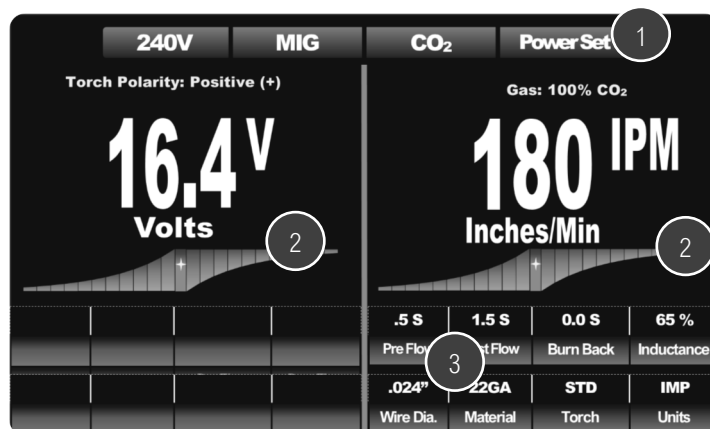 240V MIG CO₂ Power Set 1
Torch Polarity: Positive (+)
Gas: 100% CO₂
16.4 V
Volts
2
180 IPM
Inches/Min
2
.5 S 1.5 S 0.0 S 65 %
Pre Flow Flow Burn Back Inductance
3
.024” 22GA STD IMP
Wire Dia. Material Torch Units